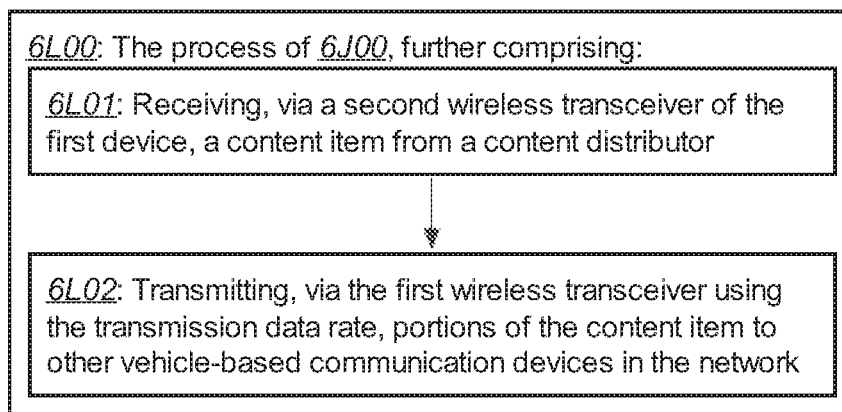 6L00: The process of 6J00, further comprising:
6L01: Receiving, via a second wireless transceiver of the
first device, a content item from a content distributor
6L02: Transmitting, via the first wireless transceiver using
the transmission data rate, portions of the content item to
other vehicle-based communication devices in the network